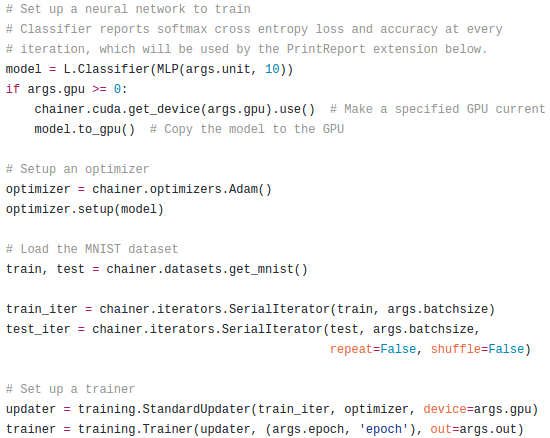 # Set up a neural network to train
# Classifier reports softmax cross entropy loss and accuracy at every
# iteration, which will be used by the PrintReport extension below.
model = L.Classifier(MLP(args.unit, 10))
if args.gpu >= 0:
    chainer.cuda.get_device(args.gpu).use()  # Make a specified GPU current
    model.to_gpu()  # Copy the model to the GPU

# Setup an optimizer
optimizer = chainer.optimizers.Adam()
optimizer.setup(model)

# Load the MNIST dataset
train, test = chainer.datasets.get_mnist()

train_iter = chainer.iterators.SerialIterator(train, args.batchsize)
test_iter = chainer.iterators.SerialIterator(test, args.batchsize,
                                             repeat=False, shuffle=False)

# Set up a trainer
updater = training.StandardUpdater(train_iter, optimizer, device=args.gpu)
trainer = training.Trainer(updater, (args.epoch, 'epoch'), out=args.out)